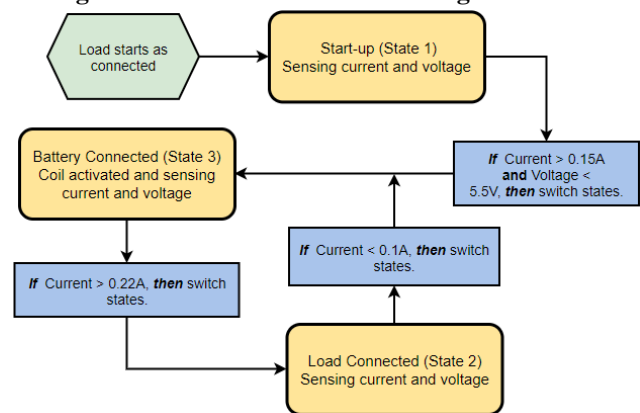 Load starts as
connected
Start-up (State 1)
Sensing current and voltage
Battery Connected (State 3)
Coil activated and sensing
current and voltage
If Current > 0.15A
and Voltage <
5.5V, then switch states.
If Current < 0.1A, then switch
states.
If Current > 0.22A, then switch
states.
Load Connected (State 2)
Sensing current and voltage